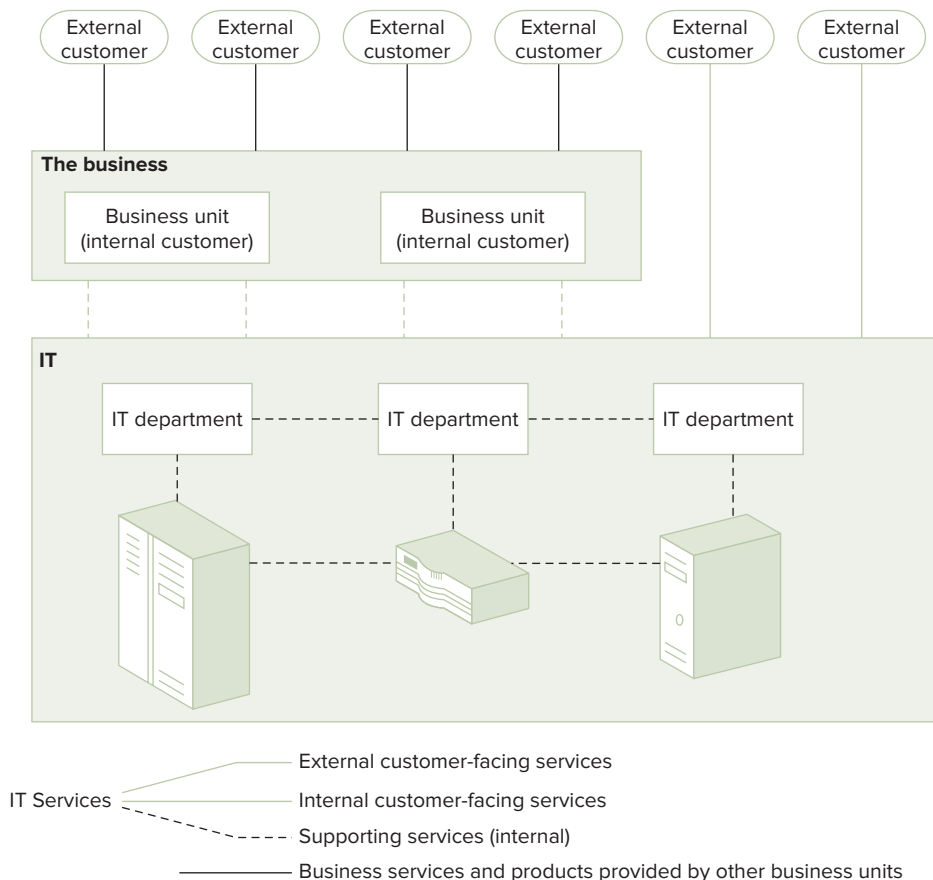 External
customer
External
customer
External
customer
External
customer
External
customer
External
customer
The business
Business unit
(internal customer)
Business unit
(internal customer)
IT
IT department
IT department
IT department
External customer-facing services
IT Services
Internal customer-facing services
Supporting services (internal)
Business services and products provided by other business units